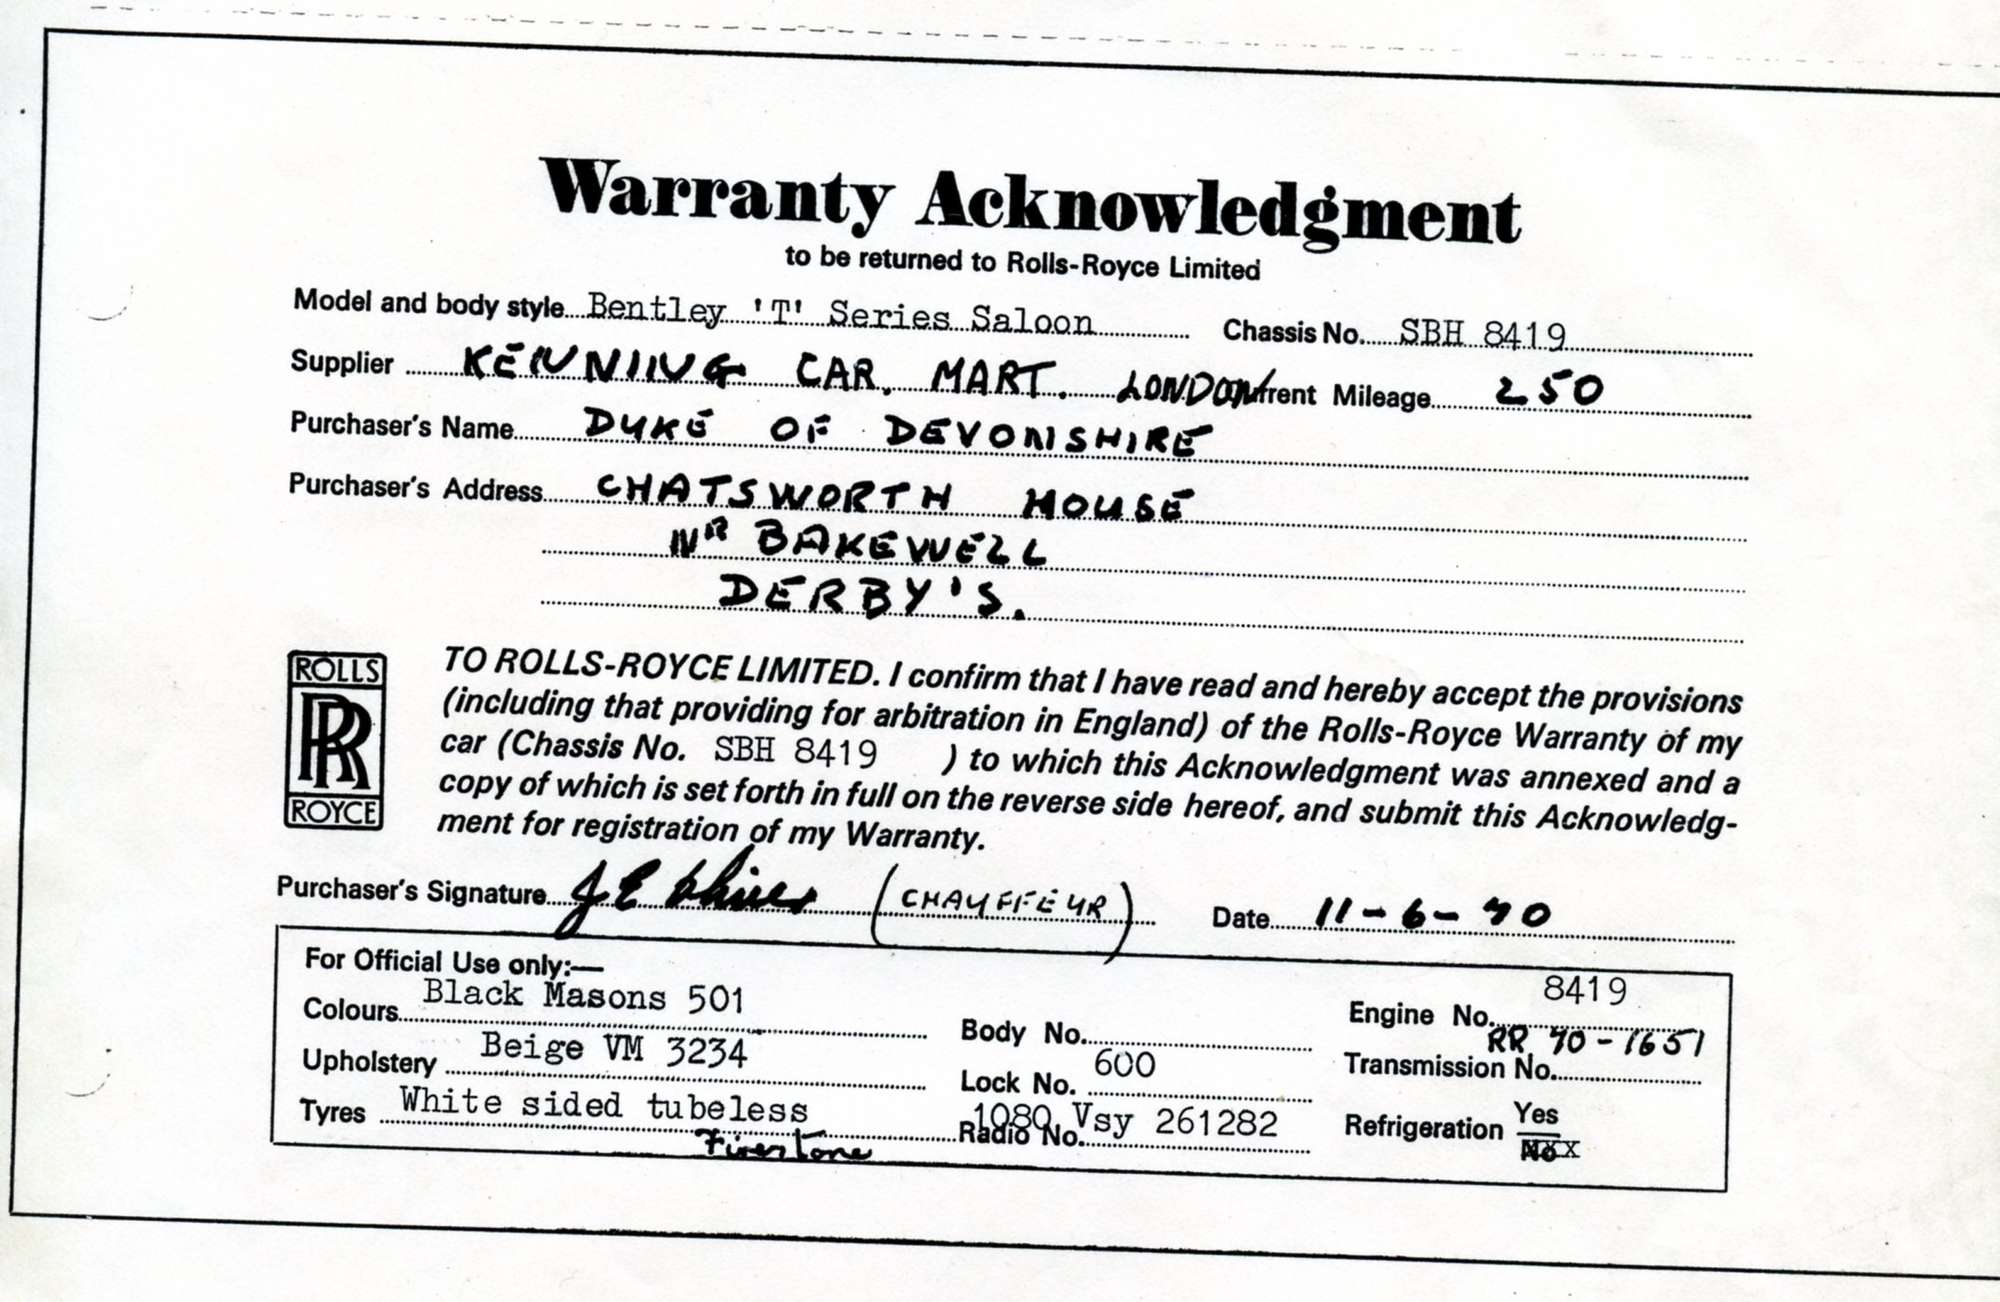 Warranty Acknowledgment
to be returned to Rolls-Royce Limited
Model and body style Bentley 'T' Series Saloon Chassis No. SBH 8419
Supplier KENNING CAR. MART. LONDON rent Mileage 250
Purchaser's Name DUKE OF DEVONSHIRE
Purchaser's Address CHATSWORTH HOUSE
NR BAKEWELL
DERBY'S.
ROLLS
RR
ROYCE
TO ROLLS-ROYCE LIMITED. I confirm that I have read and hereby accept the provisions
(including that providing for arbitration in England) of the Rolls-Royce Warranty of my
car (Chassis No. SBH 8419 ) to which this Acknowledgment was annexed and a
copy of which is set forth in full on the reverse side hereof, and submit this Acknowledg-
ment for registration of my Warranty.
Purchaser's Signature J E (CHAUFFEUR) Date 11-6-70
For Official Use only:—
Colours Black Masons 501 Body No. Engine No. 8419
Upholstery Beige VM 3234 Lock No. 600 Transmission No. RR 70-1651
Tyres White sided tubeless Radio No. 1080 Vsy 261282 Refrigeration Yes
Firestone No